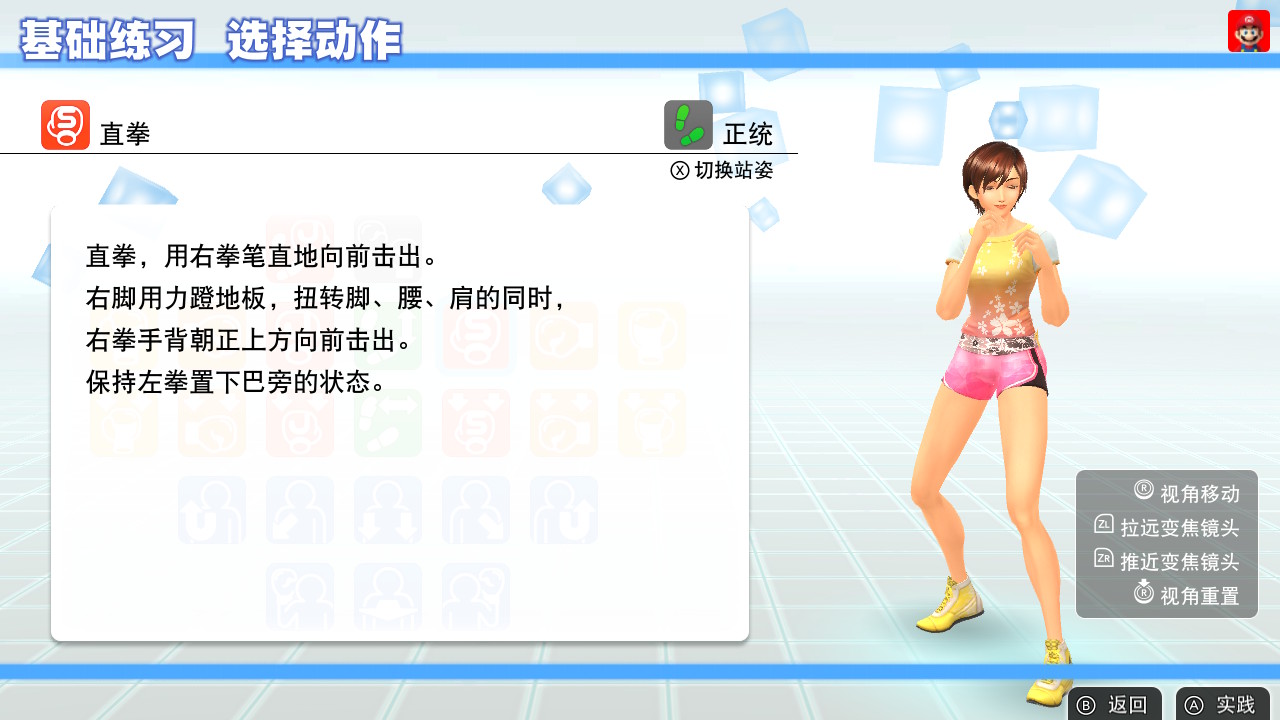 基础练习 选择动作
直拳
正统
Ⓧ切换站姿
直拳，用右拳笔直地向前击出。
右脚用力蹬地板，扭转脚、腰、肩的同时，
右拳手背朝正上方向前击出。
保持左拳置下巴旁的状态。
Ⓡ 视角移动
ZL 拉远变焦镜头
ZR 推近变焦镜头
Ⓡ 视角重置
Ⓑ 返回
Ⓐ 实践